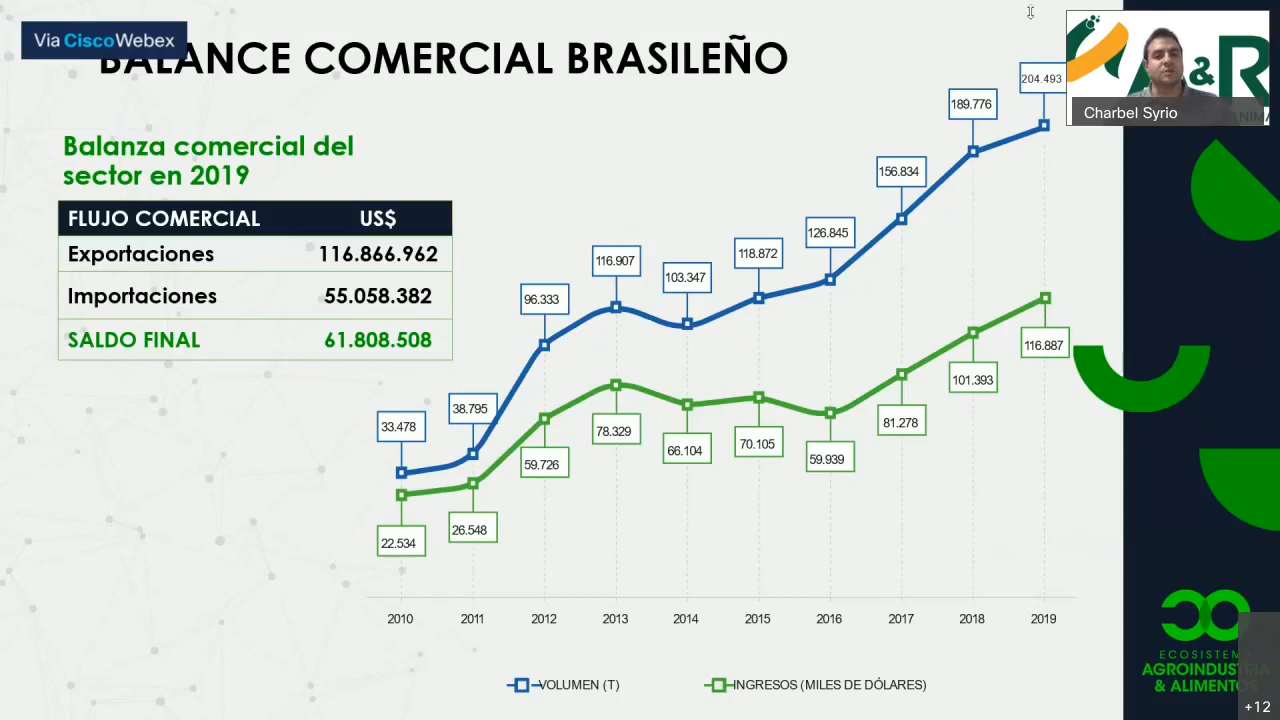 Via Cisco Webex
BALANCE COMERCIAL BRASILEÑO
Balanza comercial del
sector en 2019
FLUJO COMERCIAL US$
Exportaciones 116.866.962
Importaciones 55.058.382
SALDO FINAL 61.808.508
204.493
189.776
156.834
126.845
118.872
103.347
116.907
96.333
38.795
33.478
116.887
101.393
81.278
59.939
70.105
66.104
78.329
59.726
26.548
22.534
2010 2011 2012 2013 2014 2015 2016 2017 2018 2019
VOLUMEN (T) INGRESOS (MILES DE DÓLARES)
&R
Charbel Syrio
ECOSISTEMA
AGROINDUSTRIA
& ALIMENTOS
+12